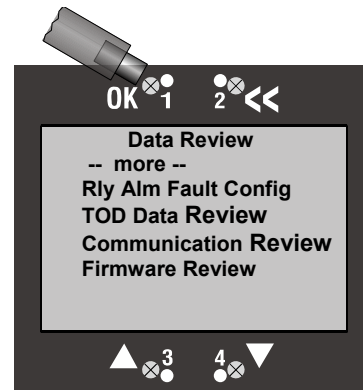 OK 1 2 <<
Data Review
-- more --
Rly Alm Fault Config
TOD Data Review
Communication Review
Firmware Review
3 4